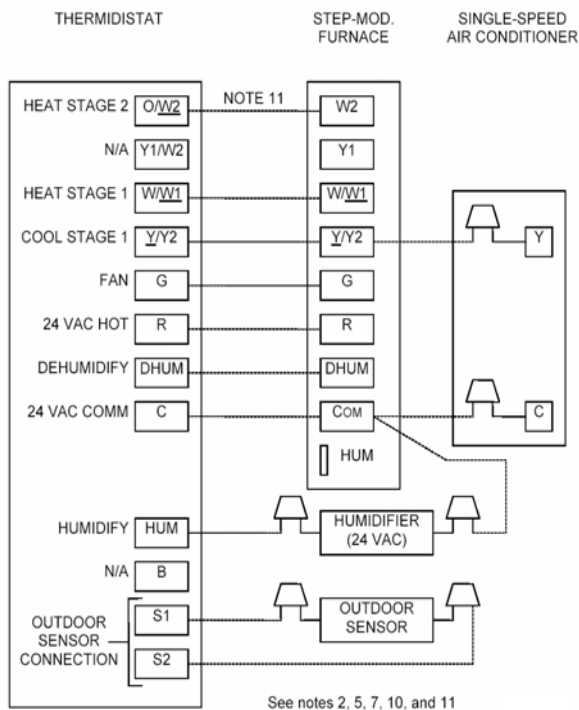 THERMIDISTAT
STEP-MOD.
FURNACE
SINGLE-SPEED
AIR CONDITIONER
HEAT STAGE 2 O/W2 NOTE 11 W2
N/A Y1/W2 Y1
HEAT STAGE 1 W/W1 W/W1
COOL STAGE 1 Y/Y2 Y/Y2 Y
FAN G G
24 VAC HOT R R
DEHUMIDIFY DHUM DHUM
24 VAC COMM C COM C
HUM
HUMIDIFY HUM HUMIDIFIER
(24 VAC)
N/A B
S1 OUTDOOR
SENSOR
OUTDOOR
SENSOR
CONNECTION
S2
See notes 2, 5, 7, 10, and 11